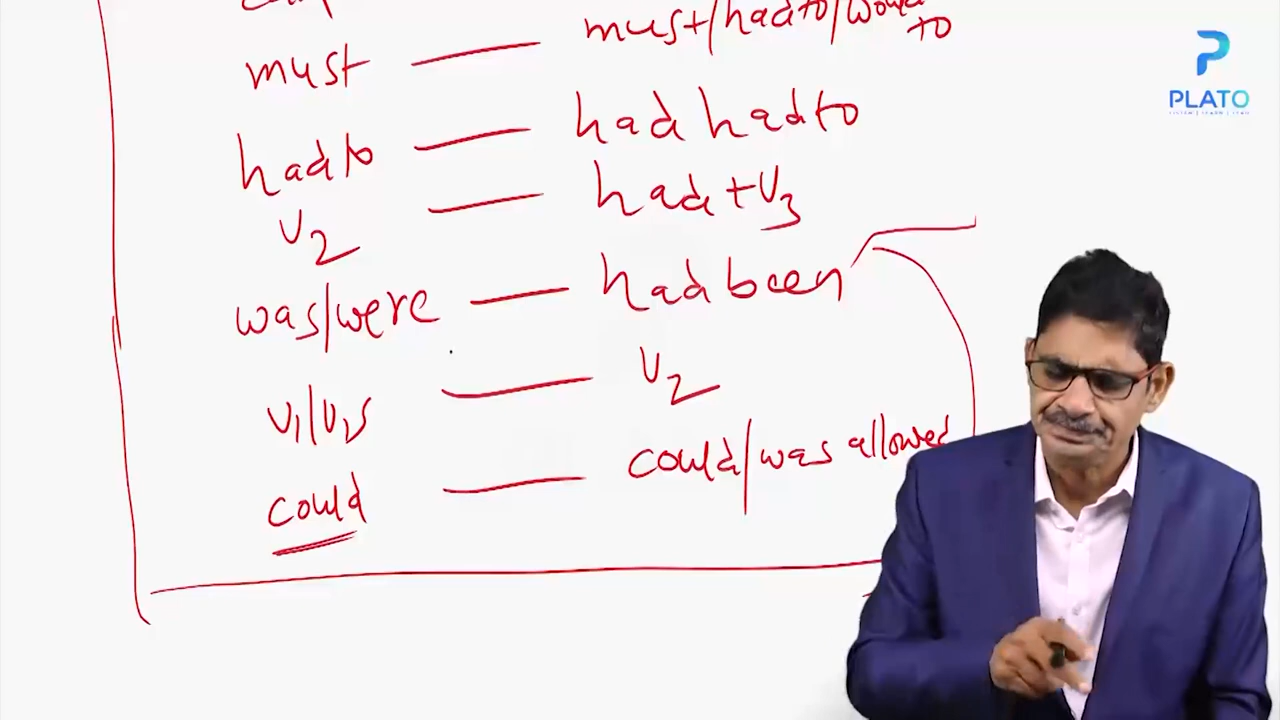 must — must/had to/would to
had to — had had to
V2 — had + V3
was/were — had been
V1/V1s — V2
could — could/was allowed
PLATO